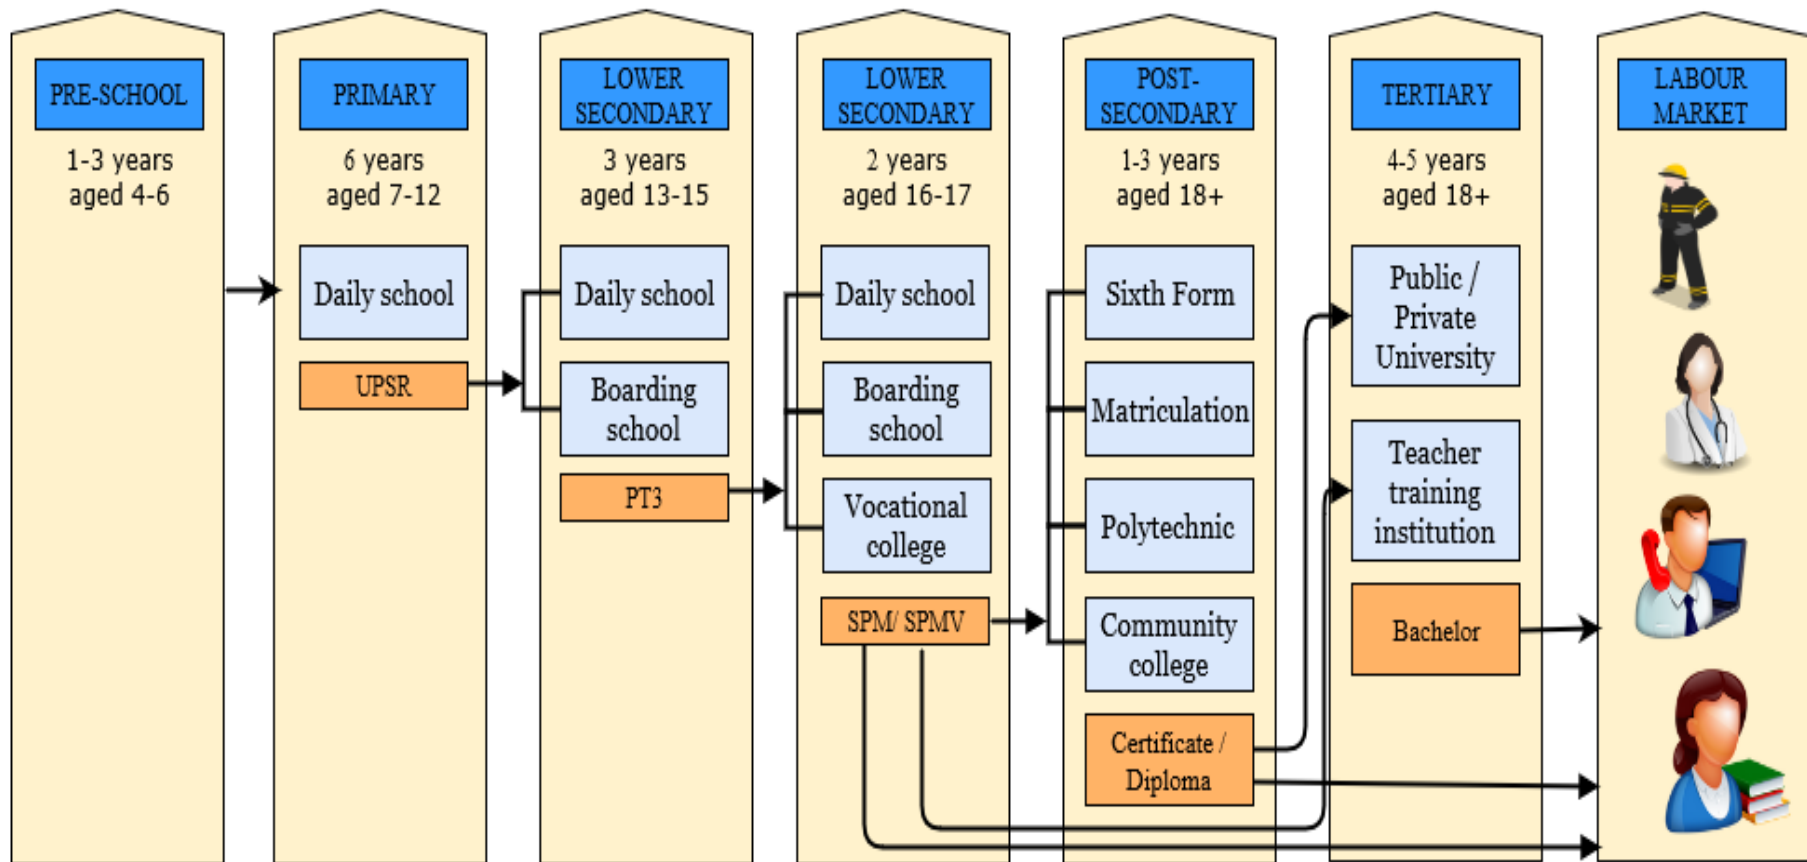 PRE-SCHOOL
1-3 years
aged 4-6
PRIMARY
6 years
aged 7-12
Daily school
UPSR
LOWER
SECONDARY
3 years
aged 13-15
Daily school
Boarding
school
PT3
LOWER
SECONDARY
2 years
aged 16-17
Daily school
Boarding
school
Vocational
college
SPM/ SPMV
POST-
SECONDARY
1-3 years
aged 18+
Sixth Form
Matriculation
Polytechnic
Community
college
Certificate /
Diploma
TERTIARY
4-5 years
aged 18+
Public /
Private
University
Teacher
training
institution
Bachelor
LABOUR
MARKET